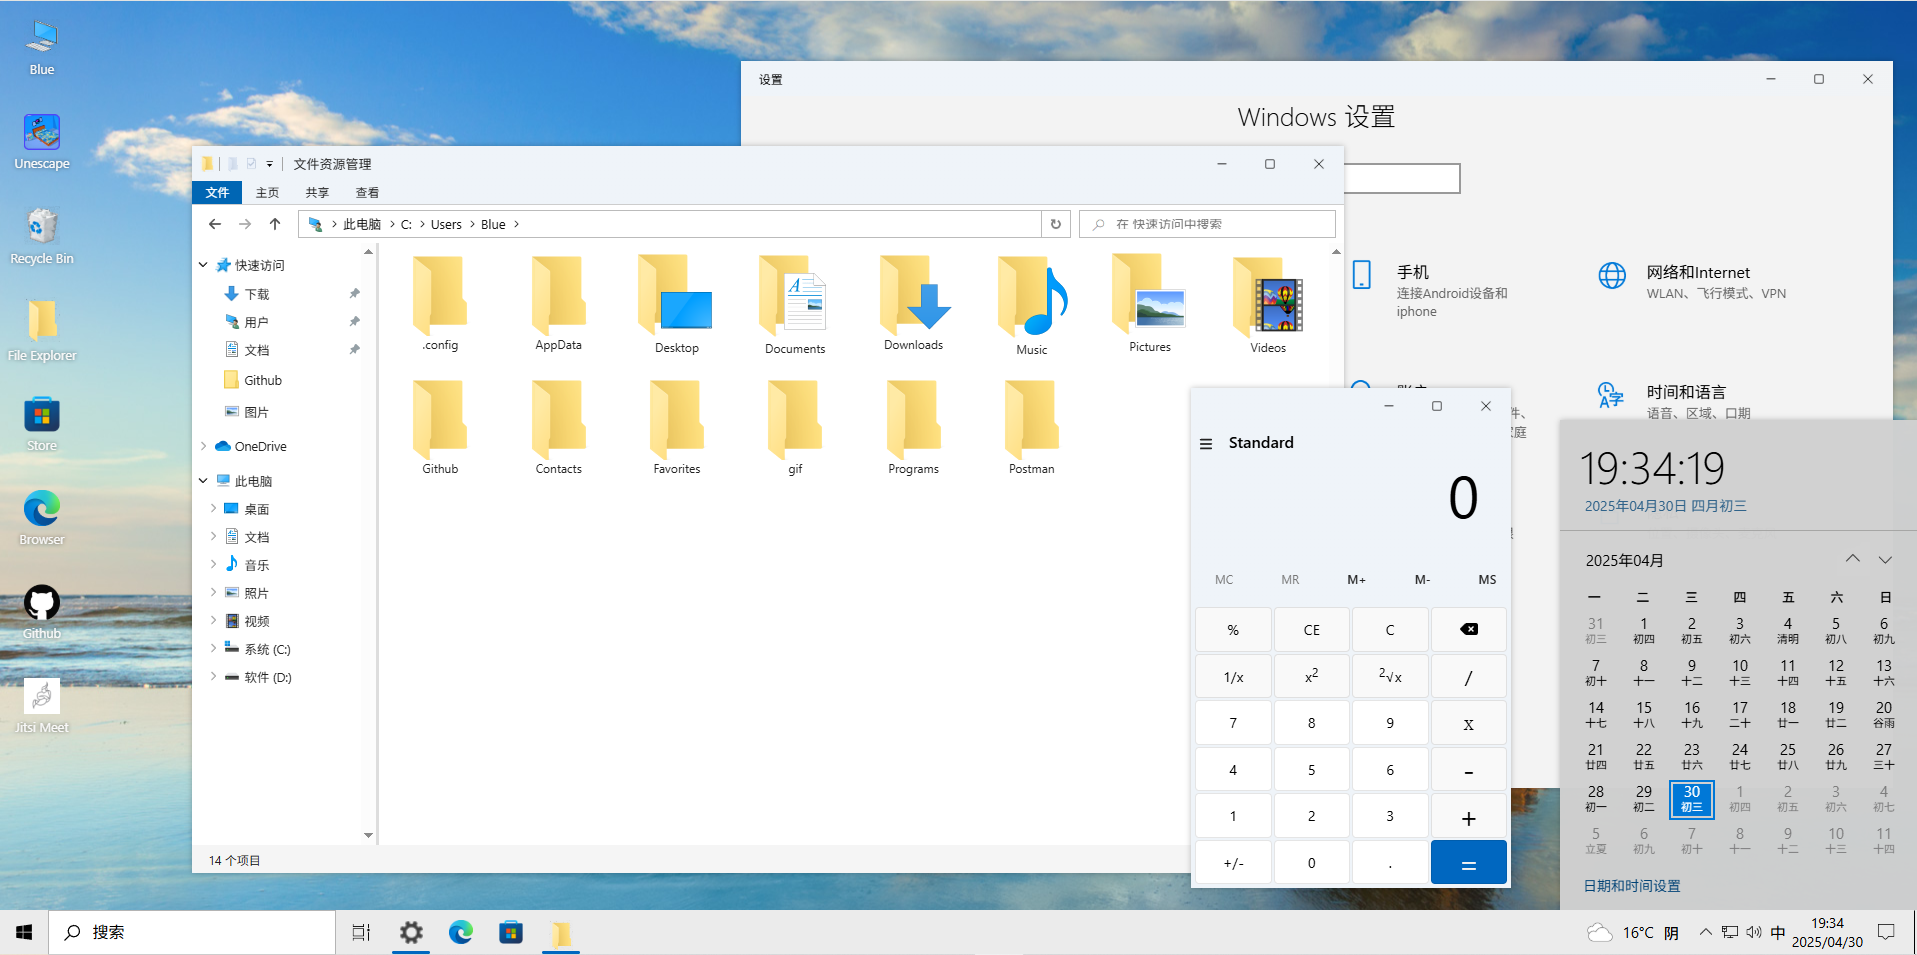 Blue
Unescape
Recycle Bin
File Explorer
Store
Browser
Github
Jitsi Meet
设置
Windows 设置
手机
连接Android设备和
iphone
网络和Internet
WLAN、飞行模式、VPN
时间和语言
语音、区域、口期
件、
家庭
文件资源管理
文件 主页 共享 查看
此电脑 C: Users Blue
在 快速访问中搜索
快速访问
下载
用户
文档
Github
图片
OneDrive
此电脑
桌面
文档
音乐
照片
视频
系统 (C:)
软件 (D:)
.config AppData Desktop Documents Downloads Music Pictures Videos
Github Contacts Favorites gif Programs Postman
14 个项目
Standard
0
MC MR M+ M- MS
% CE C
1/x x² ²√x /
7 8 9 X
4 5 6 -
1 2 3 +
+/- 0 . =
19:34:19
2025年04月30日 四月初三
2025年04月
一 二 三 四 五 六 日
31 1 2 3 4 5 6
初三 初四 初五 初六 清明 初八 初九
7 8 9 10 11 12 13
初十 十一 十二 十三 十四 十五 十六
14 15 16 17 18 19 20
十七 十八 十九 二十 廿一 廿二 谷雨
21 22 23 24 25 26 27
廿四 廿五 廿六 廿七 廿八 廿九 三十
28 29 30 1 2 3 4
初一 初二 初三 初四 初五 初六 初七
5 6 7 8 9 10 11
立夏 初九 初十 十一 十二 十三 十四
日期和时间设置
搜索
16°C 阴
中
19:34
2025/04/30